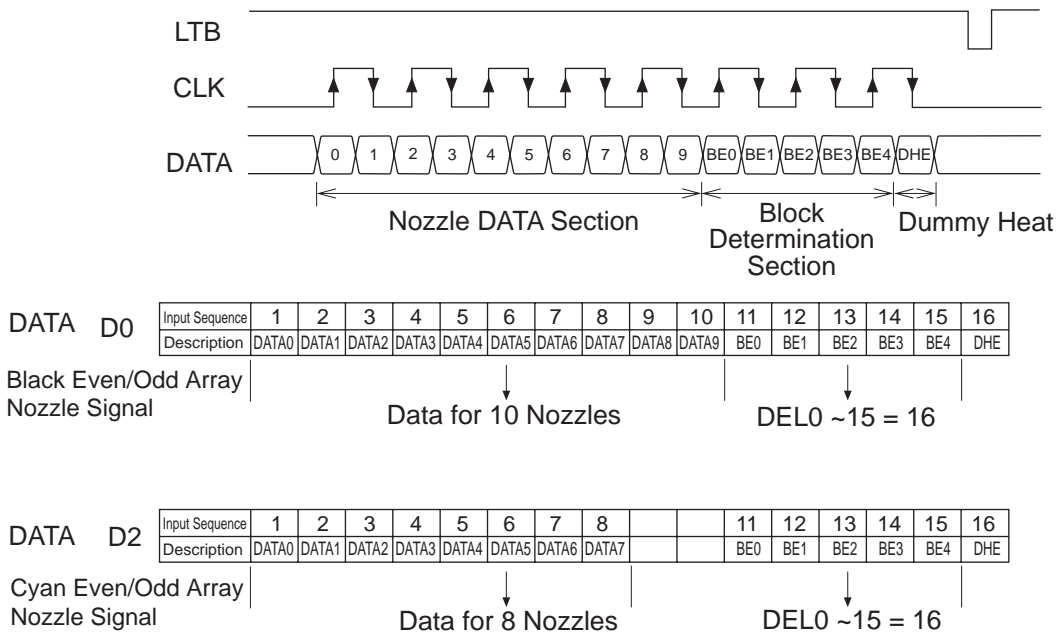 LTB
CLK
DATA
0 1 2 3 4 5 6 7 8 9 BE0 BE1 BE2 BE3 BE4 DHE
Nozzle DATA Section
Block
Determination
Section
Dummy Heat
DATA D0
Input Sequence 1 2 3 4 5 6 7 8 9 10 11 12 13 14 15 16
Description DATA0 DATA1 DATA2 DATA3 DATA4 DATA5 DATA6 DATA7 DATA8 DATA9 BE0 BE1 BE2 BE3 BE4 DHE
Black Even/Odd Array
Nozzle Signal
Data for 10 Nozzles
DEL0 ~15 = 16
DATA D2
Input Sequence 1 2 3 4 5 6 7 8 11 12 13 14 15 16
Description DATA0 DATA1 DATA2 DATA3 DATA4 DATA5 DATA6 DATA7 BE0 BE1 BE2 BE3 BE4 DHE
Cyan Even/Odd Array
Nozzle Signal
Data for 8 Nozzles
DEL0 ~15 = 16